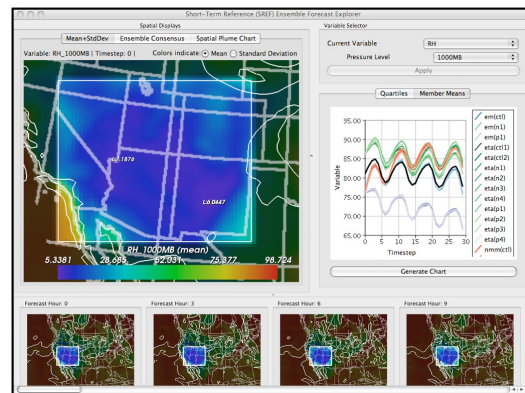 Short-Term Reference (SREF) Ensemble Forecast Explorer
Spatial Displays
Mean+StdDev Ensemble Consensus Spatial Plume Chart
Variable: RH_1000MB | Timestep: 0 | Colors indicate: Mean Standard Deviation
L:6.0447
RH_1000MB (mean)
5.3381 28.685 52.031 75.377 98.724
Variable Selector
Current Variable RH
Pressure Level 1000MB
Apply
Quartiles Member Means
90.00
85.00
80.00
75.00
70.00
65.00
Variable
0 5 10 15 20 25 30
Timestep
em(ctl)
em(n1)
em(p1)
eta(ctl1)
eta(ctl2)
eta(n1)
eta(n2)
eta(n3)
eta(n4)
eta(p1)
eta(p2)
eta(p3)
eta(p4)
nmm(ctl)
Generate Chart
Forecast Hour: 0 Forecast Hour: 3 Forecast Hour: 6 Forecast Hour: 9